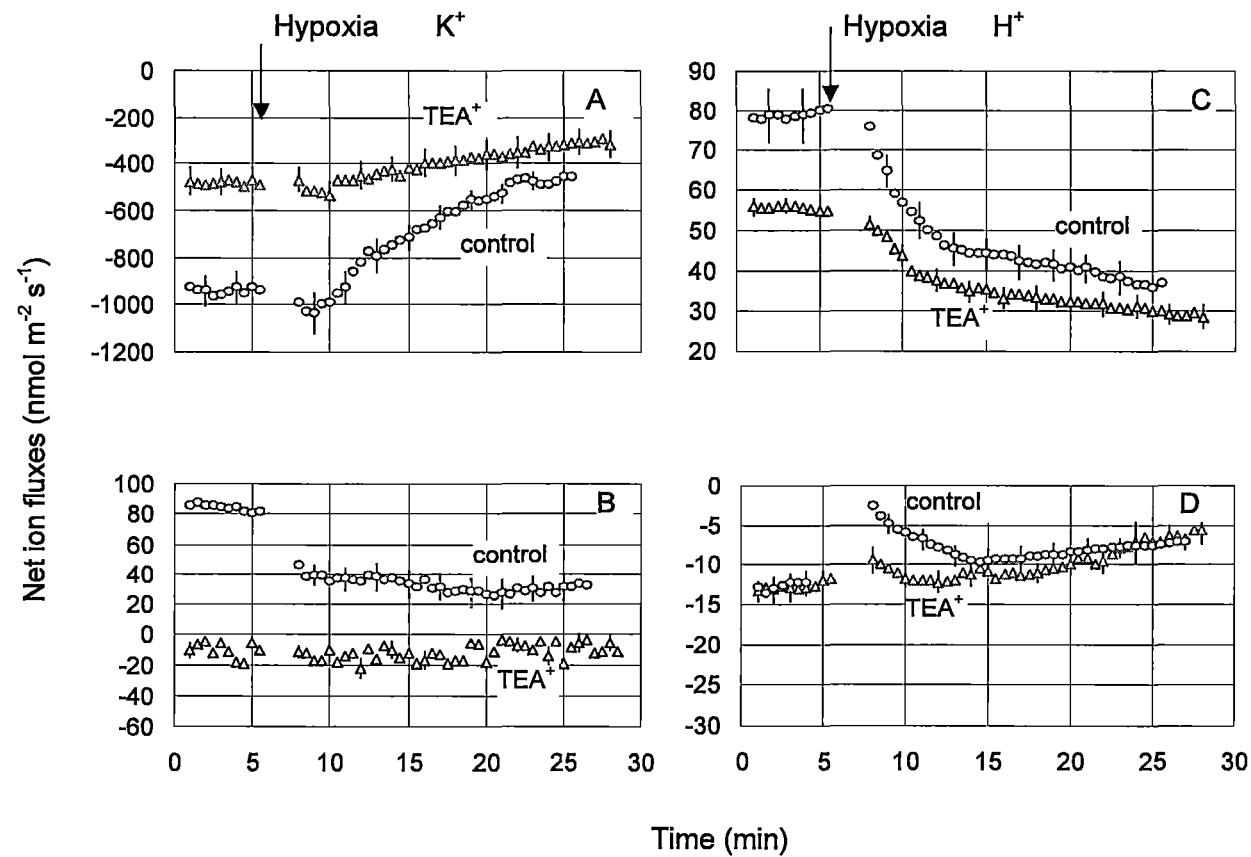 Hypoxia K⁺
Hypoxia H⁺
Net ion fluxes (nmol m⁻² s⁻¹)
0
-200
-400
-600
-800
-1000
-1200
TEA⁺
A
control
90
80
70
60
50
40
30
20
C
control
TEA⁺
100
80
60
40
20
0
-20
-40
-60
B
control
TEA⁺
0 5 10 15 20 25 30
0
-5
-10
-15
-20
-25
-30
control
D
TEA⁺
0 5 10 15 20 25 30
Time (min)